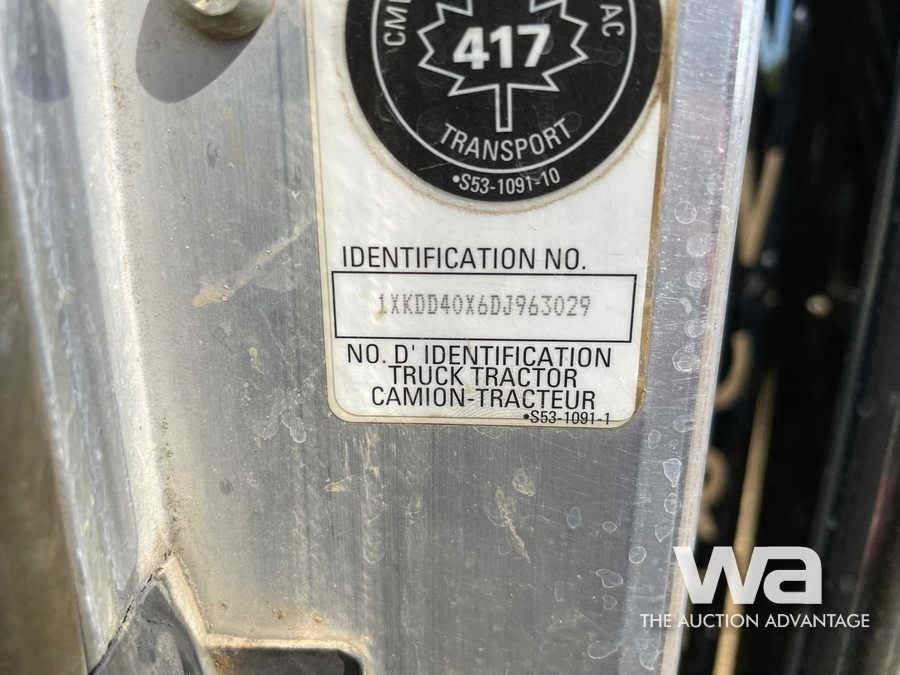 417
TRANSPORT
•S53-1091-10
IDENTIFICATION NO.
1XKDD40X6DJ963029
NO. D' IDENTIFICATION
TRUCK TRACTOR
CAMION-TRACTEUR
•S53-1091-1
wa
THE AUCTION ADVANTAGE